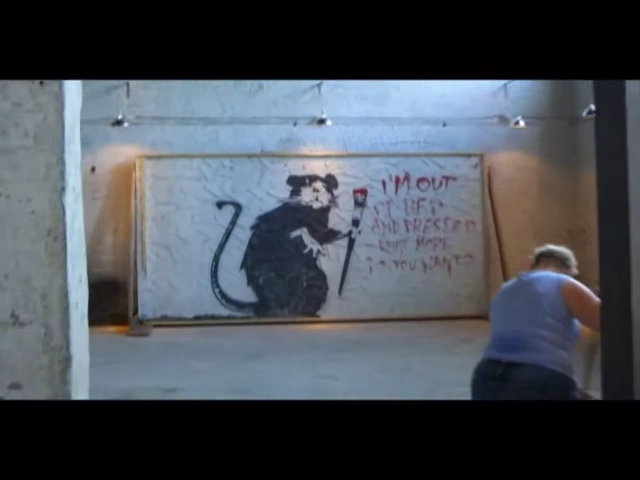 I'M OUT
OF BED
AND DRESSED
WHAT MORE
DO YOU WANT?